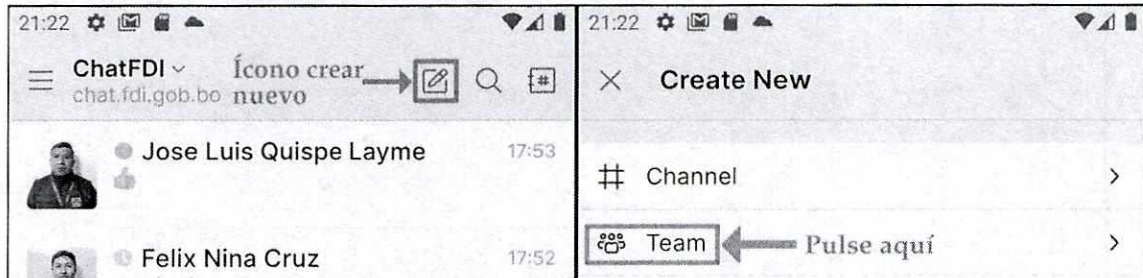 21:22
ChatFDI
Ícono crear
chat.fdi.gob.bo nuevo
Jose Luis Quispe Layme 17:53
Felix Nina Cruz 17:52
21:22
Create New
Channel
Team Pulse aquí